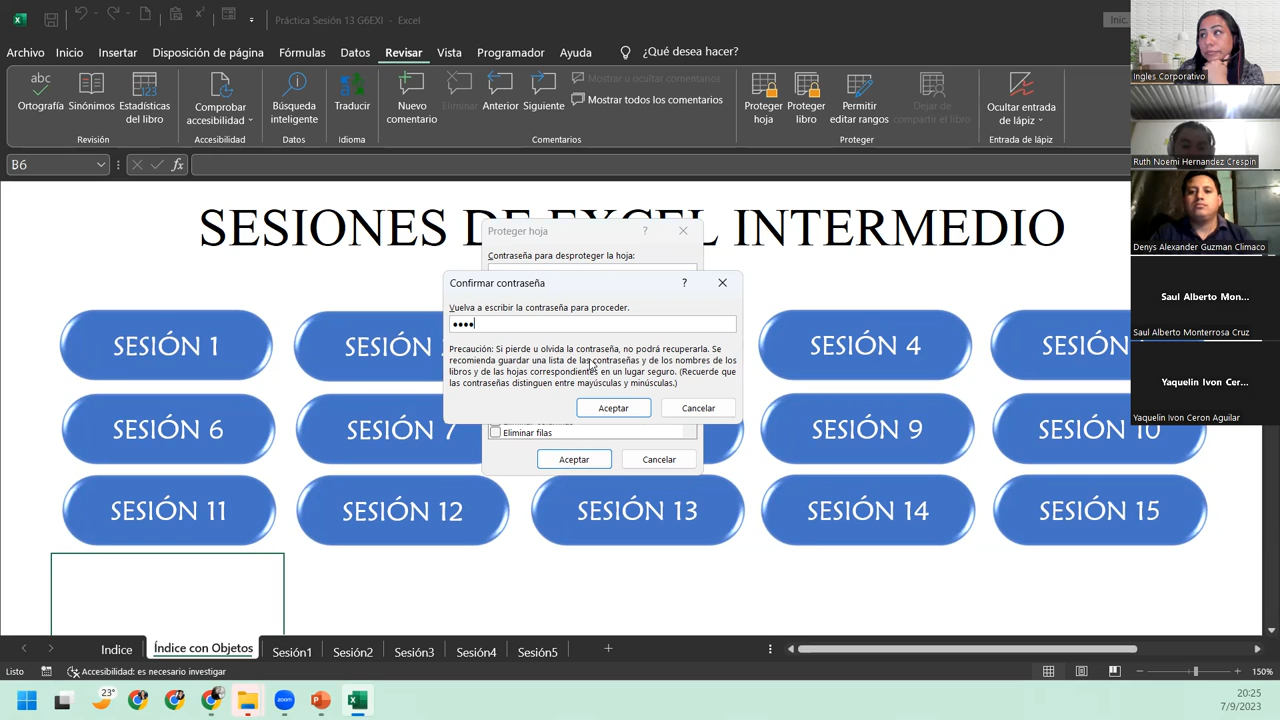 Práctica Sesión 13 G6EXI - Excel
Inic
Archivo Inicio Insertar Disposición de página Fórmulas Datos Revisar Vista Programador Ayuda ¿Qué desea hacer?
abc
Ortografía Sinónimos Estadísticas del libro
Revisión
Comprobar accesibilidad
Accesibilidad
Búsqueda inteligente
Datos
Traducir
Idioma
Nuevo comentario Eliminar Anterior Siguiente
Mostrar u ocultar comentarios
Mostrar todos los comentarios
Comentarios
Proteger hoja Proteger libro Permitir editar rangos Dejar de compartir el libro
Proteger
Ocultar entrada de lápiz
Entrada de lápiz
B6
fx
SESIONES DE EXCEL INTERMEDIO
Proteger hoja ?
Contraseña para desproteger la hoja:
Confirmar contraseña ?
Vuelva a escribir la contraseña para proceder.
••••
Precaución: Si pierde u olvida la contraseña, no podrá recuperarla. Se
recomienda guardar una lista de las contraseñas y de los nombres de los
libros y de las hojas correspondientes en un lugar seguro. (Recuerde que
las contraseñas distinguen entre mayúsculas y minúsculas.)
Aceptar Cancelar
Eliminar filas
Aceptar Cancelar
SESIÓN 1 SESIÓN SESIÓN 4 SESIÓN
SESIÓN 6 SESIÓN 7 SESIÓN 9 SESIÓN 10
SESIÓN 11 SESIÓN 12 SESIÓN 13 SESIÓN 14 SESIÓN 15
Ingles Corporativo
Ruth Noemi Hernandez Crespin
Denys Alexander Guzman Climaco
Saul Alberto Mon...
Saul Alberto Monterrosa Cruz
Yaquelin Ivon Cer...
Yaquelin Ivon Ceron Aguilar
Indice Índice con Objetos Sesión1 Sesión2 Sesión3 Sesión4 Sesión5
Listo Accesibilidad: es necesario investigar
150%
23°
zoom
20:25
7/9/2023